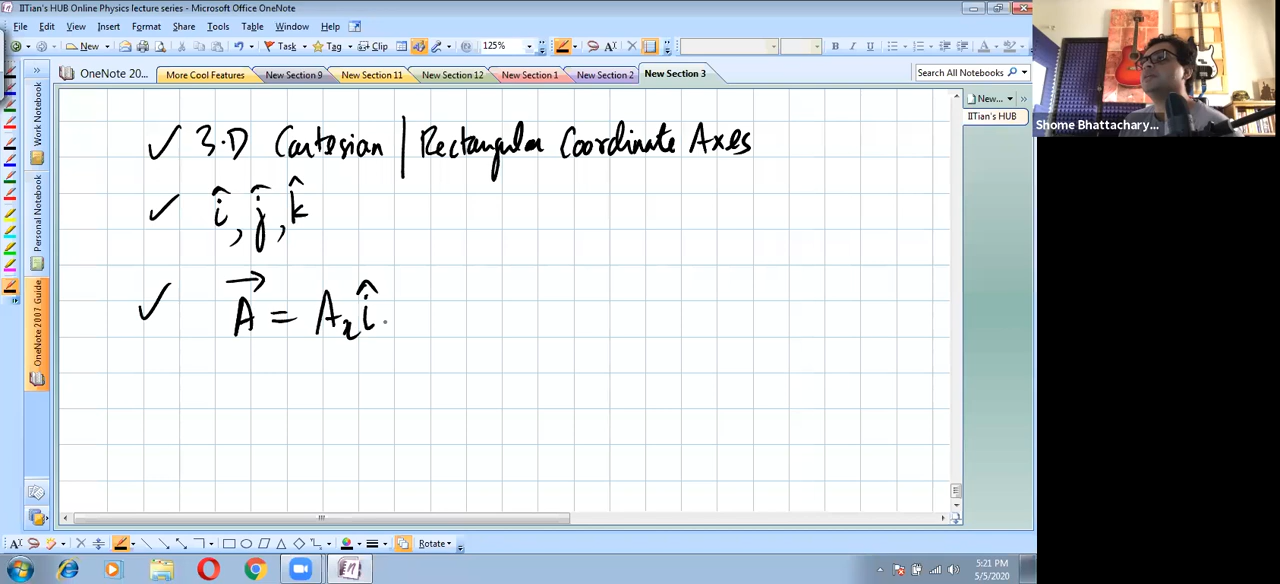 IITian's HUB Online Physics lecture series - Microsoft Office OneNote
File Edit View Insert Format Share Tools Table Window Help
New Task Tag Clip 125% B I U
OneNote 20... More Cool Features New Section 9 New Section 11 New Section 12 New Section 1 New Section 2 New Section 3 Search All Notebooks
New...
IITian's HUB
Work Notebook
Personal Notebook
OneNote 2007 Guide
✓ 3-D Cartesian | Rectangular Coordinate Axes
✓ î, ĵ, k̂
✓ A⃗ = Aₓ î
Shome Bhattachary...
Rotate
5:21 PM
5/5/2020